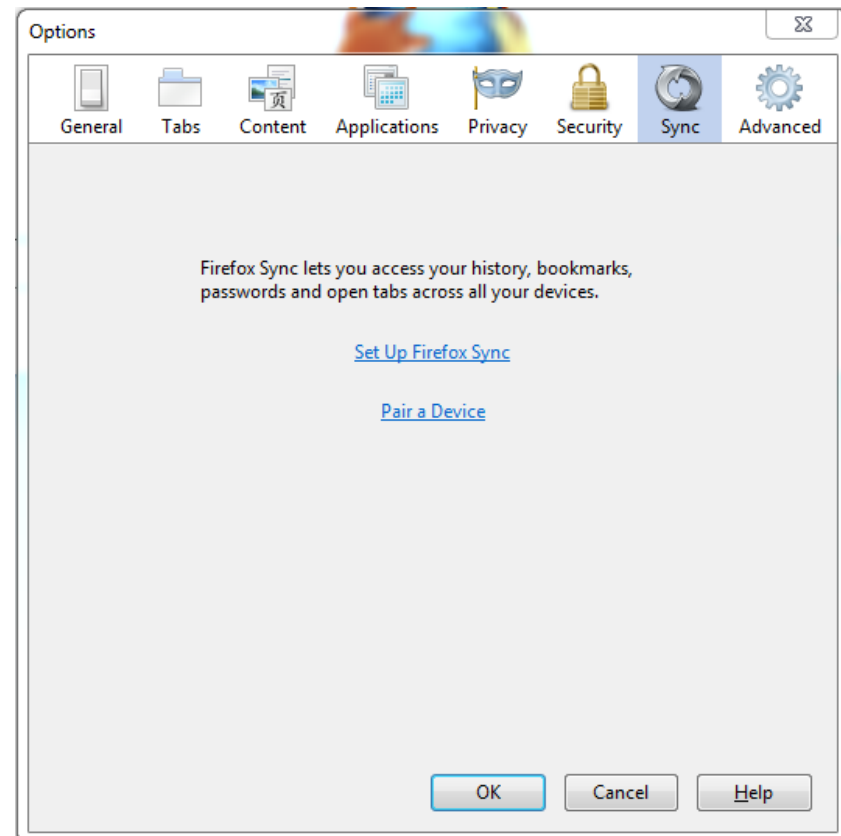 Options
General Tabs Content Applications Privacy Security Sync Advanced
页
Firefox Sync lets you access your history, bookmarks,
passwords and open tabs across all your devices.
Set Up Firefox Sync
Pair a Device
OK Cancel Help